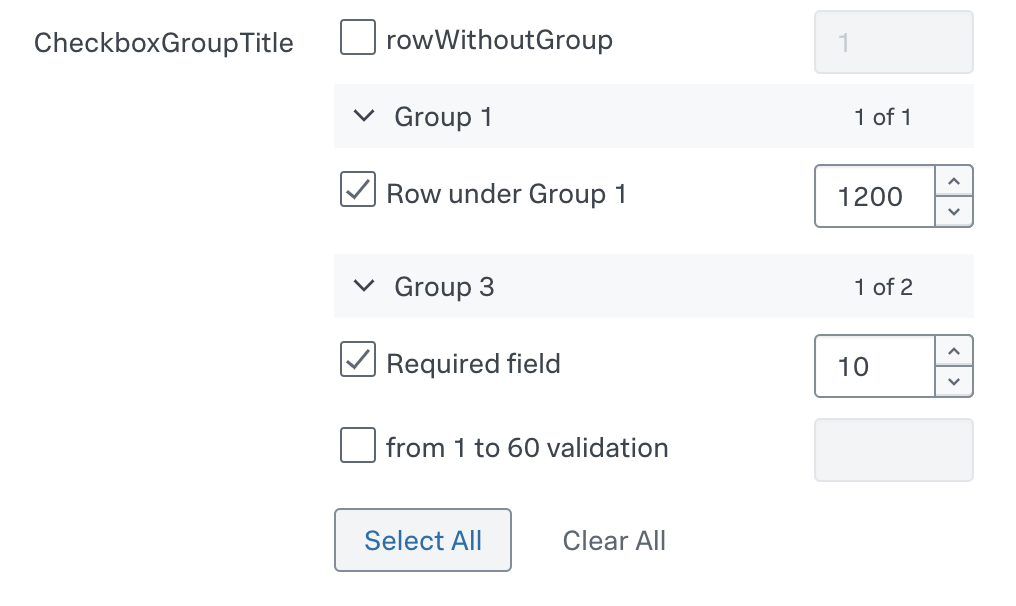 CheckboxGroupTitle rowWithoutGroup 1
Group 1 1 of 1
Row under Group 1 1200
Group 3 1 of 2
Required field 10
from 1 to 60 validation
Select All Clear All